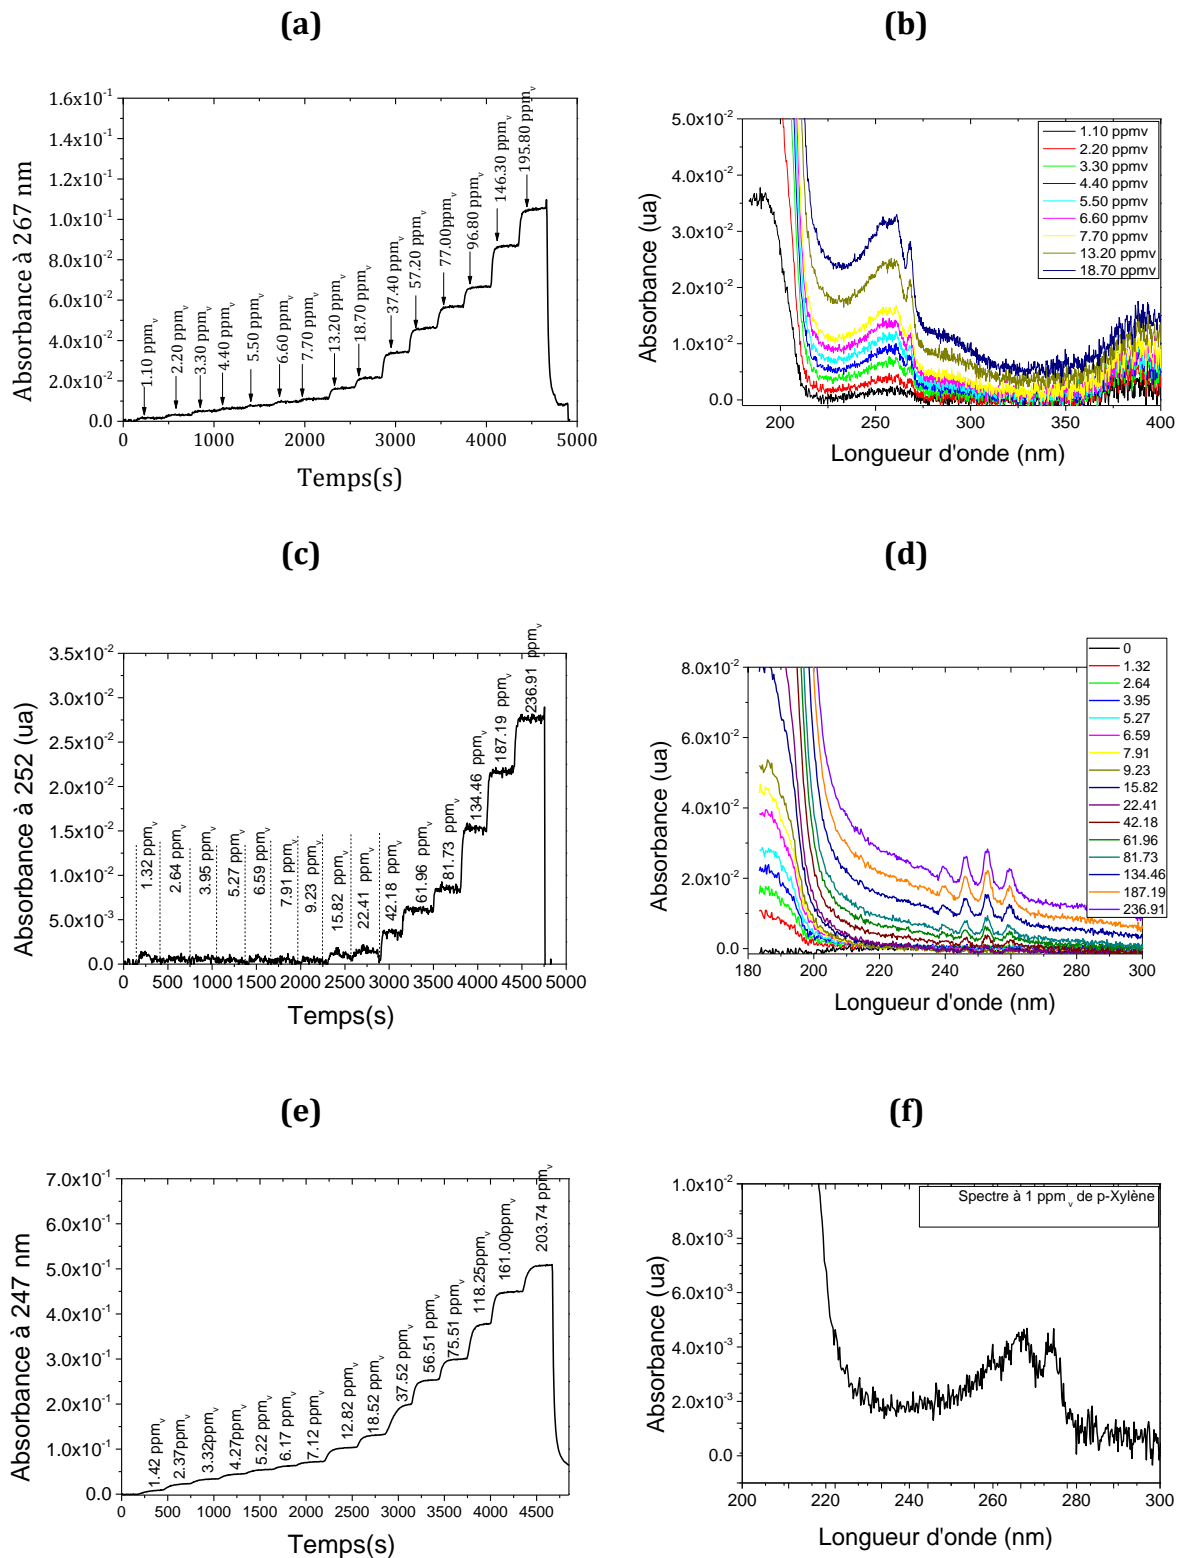 (a)
(b)
1.6x10⁻¹
1.4x10⁻¹
1.2x10⁻¹
1.0x10⁻¹
8.0x10⁻²
6.0x10⁻²
4.0x10⁻²
2.0x10⁻²
0.0
Absorbance à 267 nm
1.10 ppmᵥ
2.20 ppmᵥ
3.30 ppmᵥ
4.40 ppmᵥ
5.50 ppmᵥ
6.60 ppmᵥ
7.70 ppmᵥ
13.20 ppmᵥ
18.70 ppmᵥ
37.40 ppmᵥ
57.20 ppmᵥ
77.00ppmᵥ
96.80 ppmᵥ
146.30 ppmᵥ
195.80 ppmᵥ
0 1000 2000 3000 4000 5000
Temps(s)
5.0x10⁻²
4.0x10⁻²
3.0x10⁻²
2.0x10⁻²
1.0x10⁻²
0.0
Absorbance (ua)
1.10 ppmv
2.20 ppmv
3.30 ppmv
4.40 ppmv
5.50 ppmv
6.60 ppmv
7.70 ppmv
13.20 ppmv
18.70 ppmv
200 250 300 350 400
Longueur d'onde (nm)
(c)
(d)
3.5x10⁻²
3.0x10⁻²
2.5x10⁻²
2.0x10⁻²
1.5x10⁻²
1.0x10⁻²
5.0x10⁻³
0.0
Absorbance à 252 (ua)
1.32 ppmᵥ
2.64 ppmᵥ
3.95 ppmᵥ
5.27 ppmᵥ
6.59 ppmᵥ
7.91 ppmᵥ
9.23 ppmᵥ
15.82 ppmᵥ
22.41 ppmᵥ
42.18 ppmᵥ
61.96 ppmᵥ
81.73 ppmᵥ
134.46 ppmᵥ
187.19 ppmᵥ
236.91 ppmᵥ
0 500 1000 1500 2000 2500 3000 3500 4000 4500 5000
Temps(s)
8.0x10⁻²
6.0x10⁻²
4.0x10⁻²
2.0x10⁻²
0.0
Absorbance (ua)
0
1.32
2.64
3.95
5.27
6.59
7.91
9.23
15.82
22.41
42.18
61.96
81.73
134.46
187.19
236.91
180 200 220 240 260 280 300
Longueur d'onde (nm)
(e)
(f)
7.0x10⁻¹
6.0x10⁻¹
5.0x10⁻¹
4.0x10⁻¹
3.0x10⁻¹
2.0x10⁻¹
1.0x10⁻¹
0.0
Absorbance à 247 nm
1.42 ppmᵥ
2.37ppmᵥ
3.32ppmᵥ
4.27ppmᵥ
5.22 ppmᵥ
6.17 ppmᵥ
7.12 ppmᵥ
12.82 ppmᵥ
18.52 ppmᵥ
37.52 ppmᵥ
56.51 ppmᵥ
75.51 ppmᵥ
118.25ppmᵥ
161.00ppmᵥ
203.74 ppmᵥ
0 500 1000 1500 2000 2500 3000 3500 4000 4500
Temps(s)
1.0x10⁻²
8.0x10⁻³
6.0x10⁻³
4.0x10⁻³
2.0x10⁻³
0.0
Absorbance (ua)
Spectre à 1 ppmᵥ de p-Xylène
200 220 240 260 280 300
Longueur d'onde (nm)